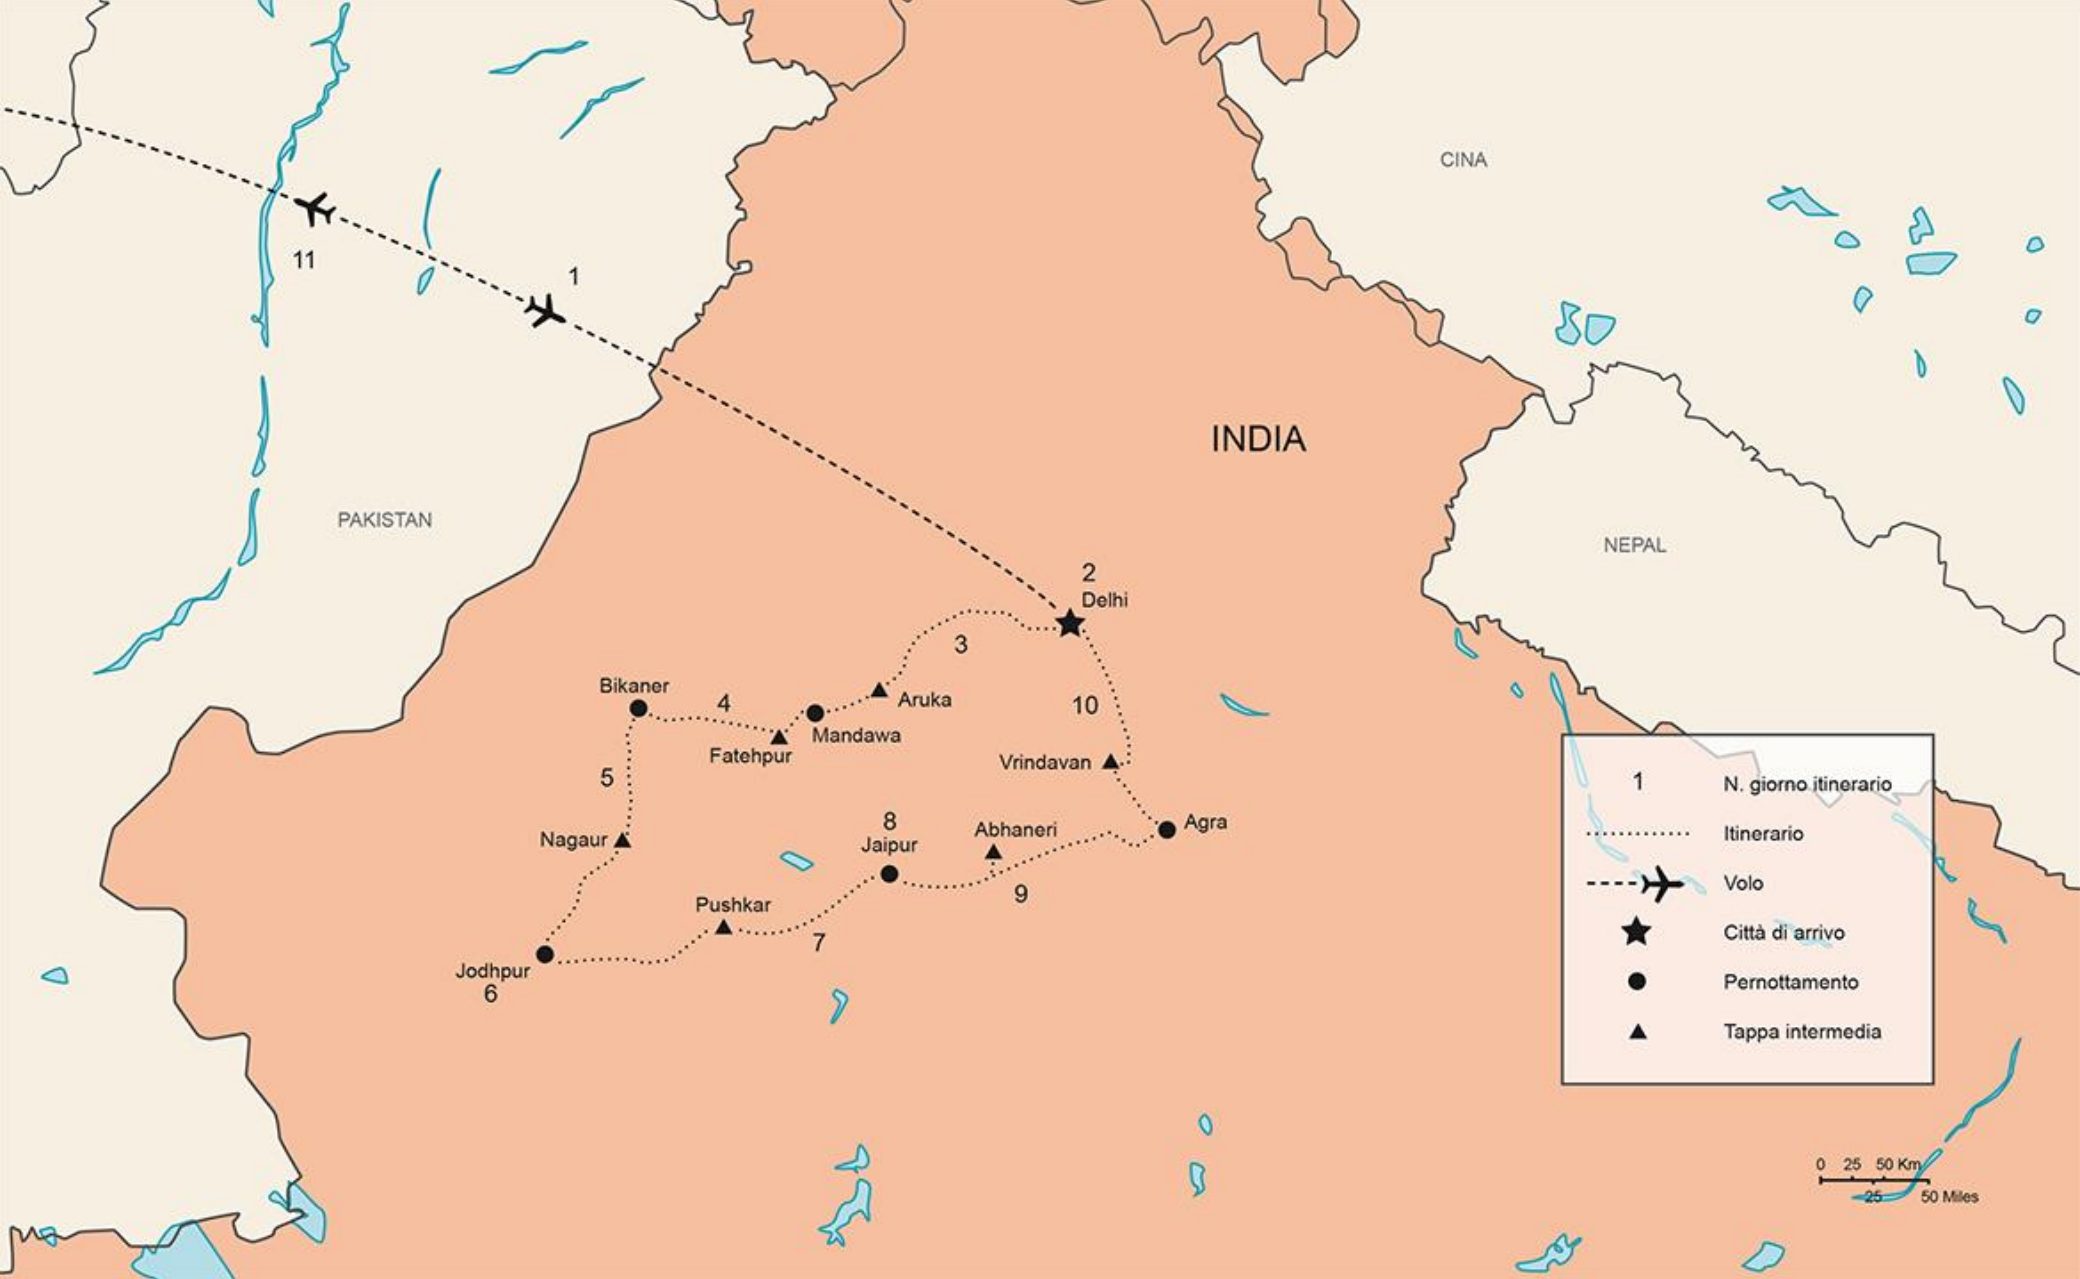 CINA
11
1
INDIA
PAKISTAN
NEPAL
2
Delhi
3
Bikaner
4
Aruka
10
Mandawa
Fatehpur
Vrindavan
5
Nagaur
8
Jaipur
Abhaneri
Agra
9
Pushkar
7
Jodhpur
6
1 N. giorno itinerario
Itinerario
Volo
Città di arrivo
Pernottamento
Tappa intermedia
0 25 50 Km
25 50 Miles